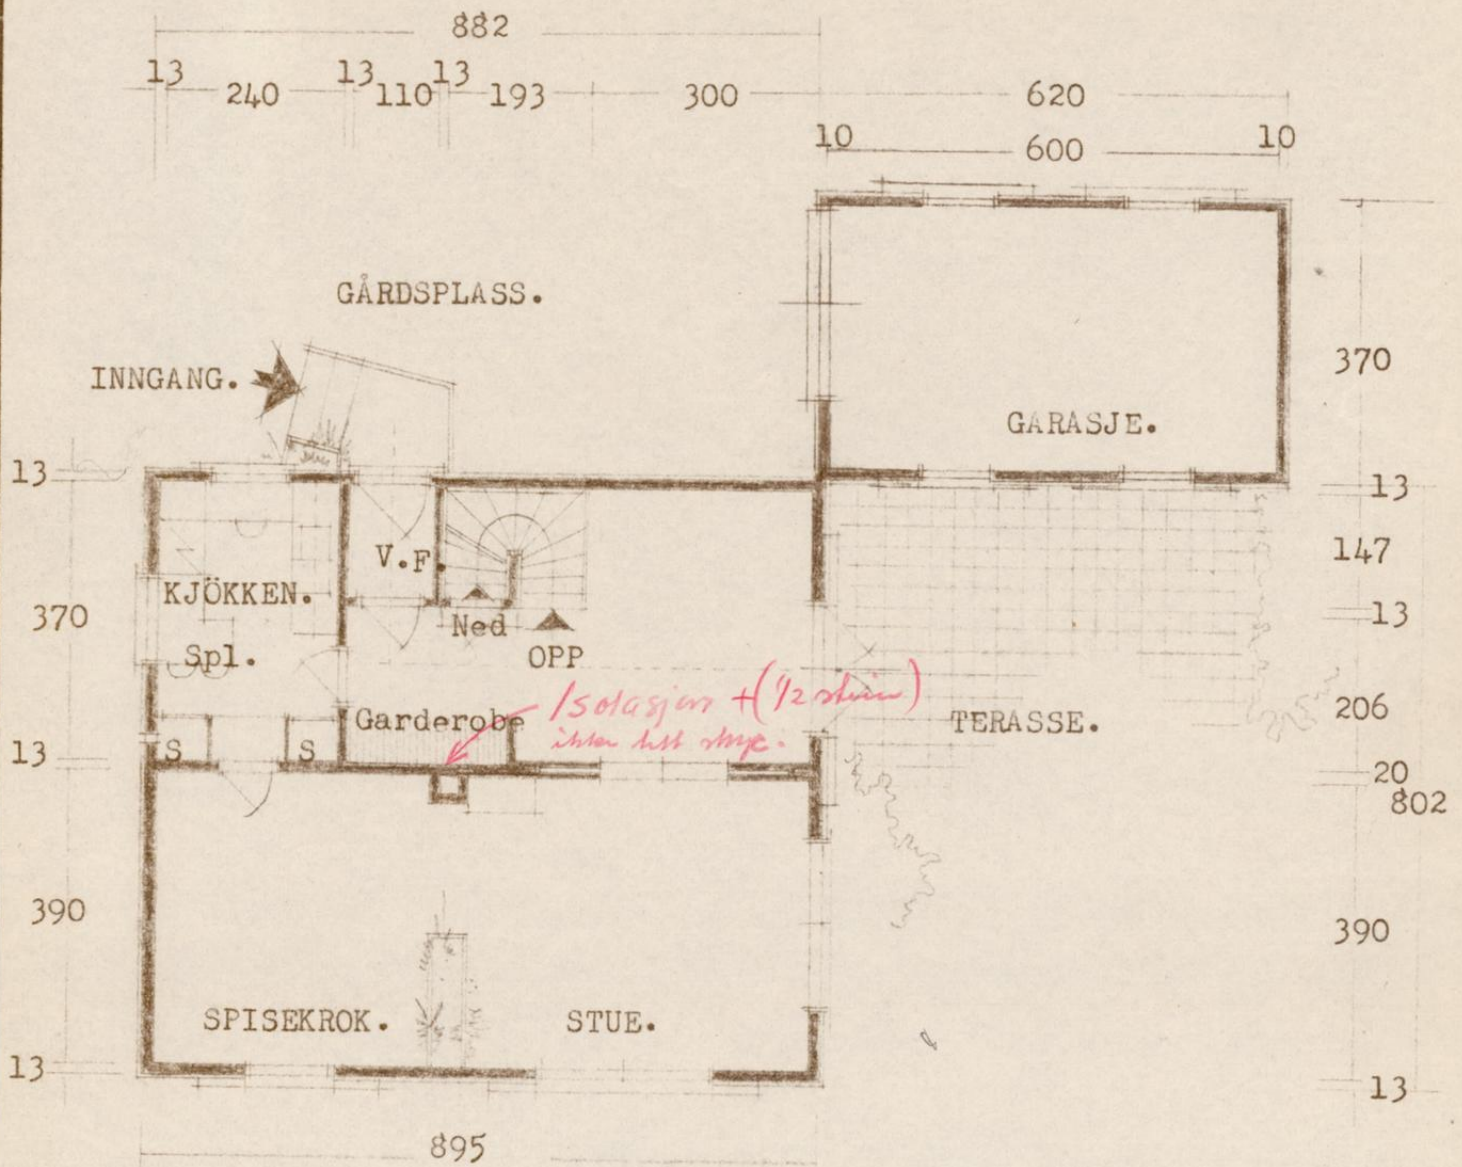 882
13 240 13 110 13 193 300 620
10 600 10
GÅRDSPLASS.
INNGANG.
370
GARASJE.
13
13
147
V.F.
KJÖKKEN.
370
13
Ned
Spl.
OPP
Isolasjon +(1/2 stein)
Garderobe
TERASSE.
206
ikke
13
S S
20
802
390
390
SPISEKROK. STUE.
13
13
895